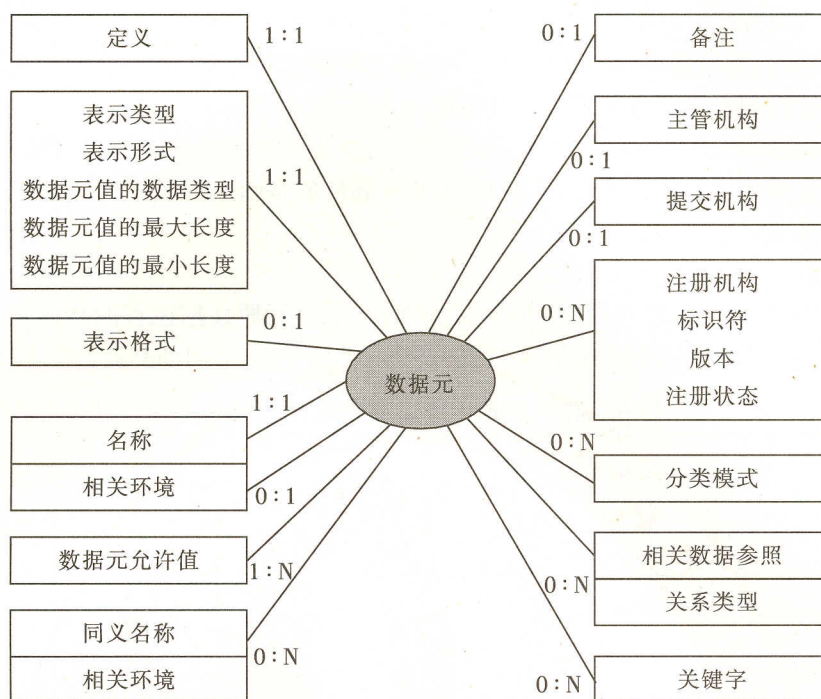 定义
1:1
表示类型
表示形式
数据元值的数据类型
数据元值的最大长度
数据元值的最小长度
1:1
表示格式
0:1
名称
1:1
相关环境
0:1
数据元允许值
1:N
同义名称
相关环境
0:N
数据元
0:1
备注
主管机构
0:1
提交机构
0:1
注册机构
标识符
版本
注册状态
0:N
0:N
分类模式
相关数据参照
关系类型
0:N
关键字
0:N